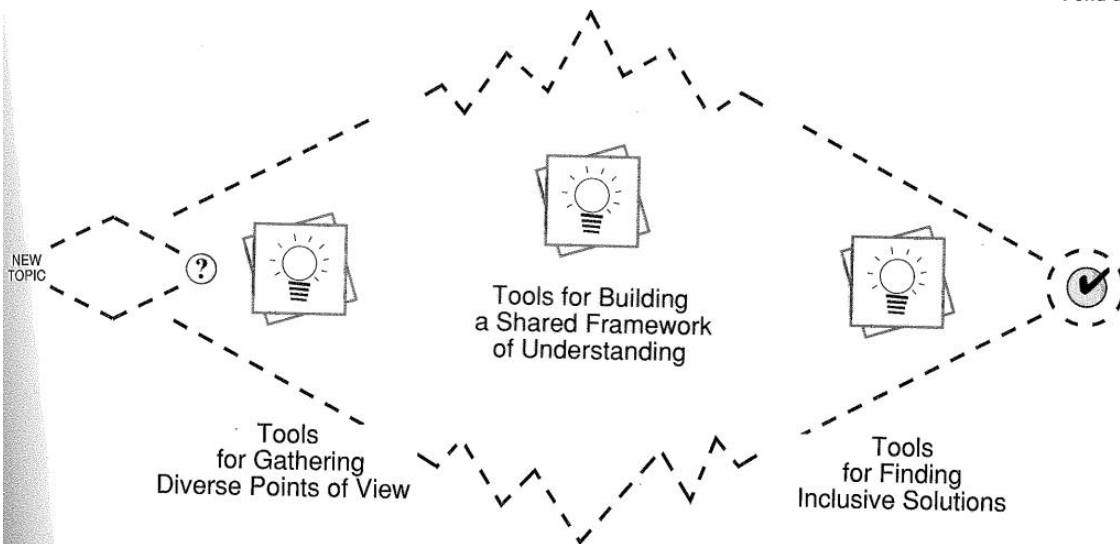 NEW
TOPIC
?
Tools for Building
a Shared Framework
of Understanding
Tools
for Gathering
Diverse Points of View
Tools
for Finding
Inclusive Solutions